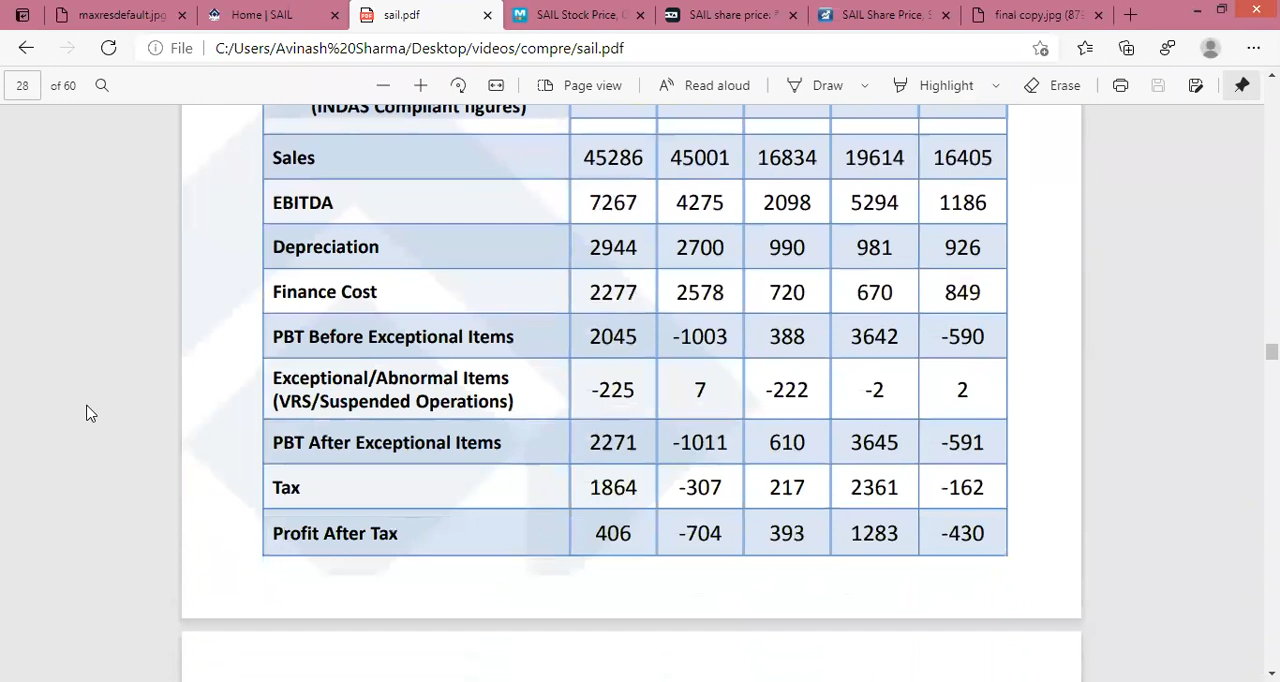 maxresdefault.jpg
Home | SAIL
sail.pdf
SAIL Stock Price,
SAIL share price:
SAIL Share Price,
final copy.jpg (87
File C:/Users/Avinash%20Sharma/Desktop/videos/compre/sail.pdf
28 of 60 Page view Read aloud Draw Highlight Erase
(INDAS Compliant figures)
Sales 45286 45001 16834 19614 16405
EBITDA 7267 4275 2098 5294 1186
Depreciation 2944 2700 990 981 926
Finance Cost 2277 2578 720 670 849
PBT Before Exceptional Items 2045 -1003 388 3642 -590
Exceptional/Abnormal Items
(VRS/Suspended Operations) -225 7 -222 -2 2
PBT After Exceptional Items 2271 -1011 610 3645 -591
Tax 1864 -307 217 2361 -162
Profit After Tax 406 -704 393 1283 -430